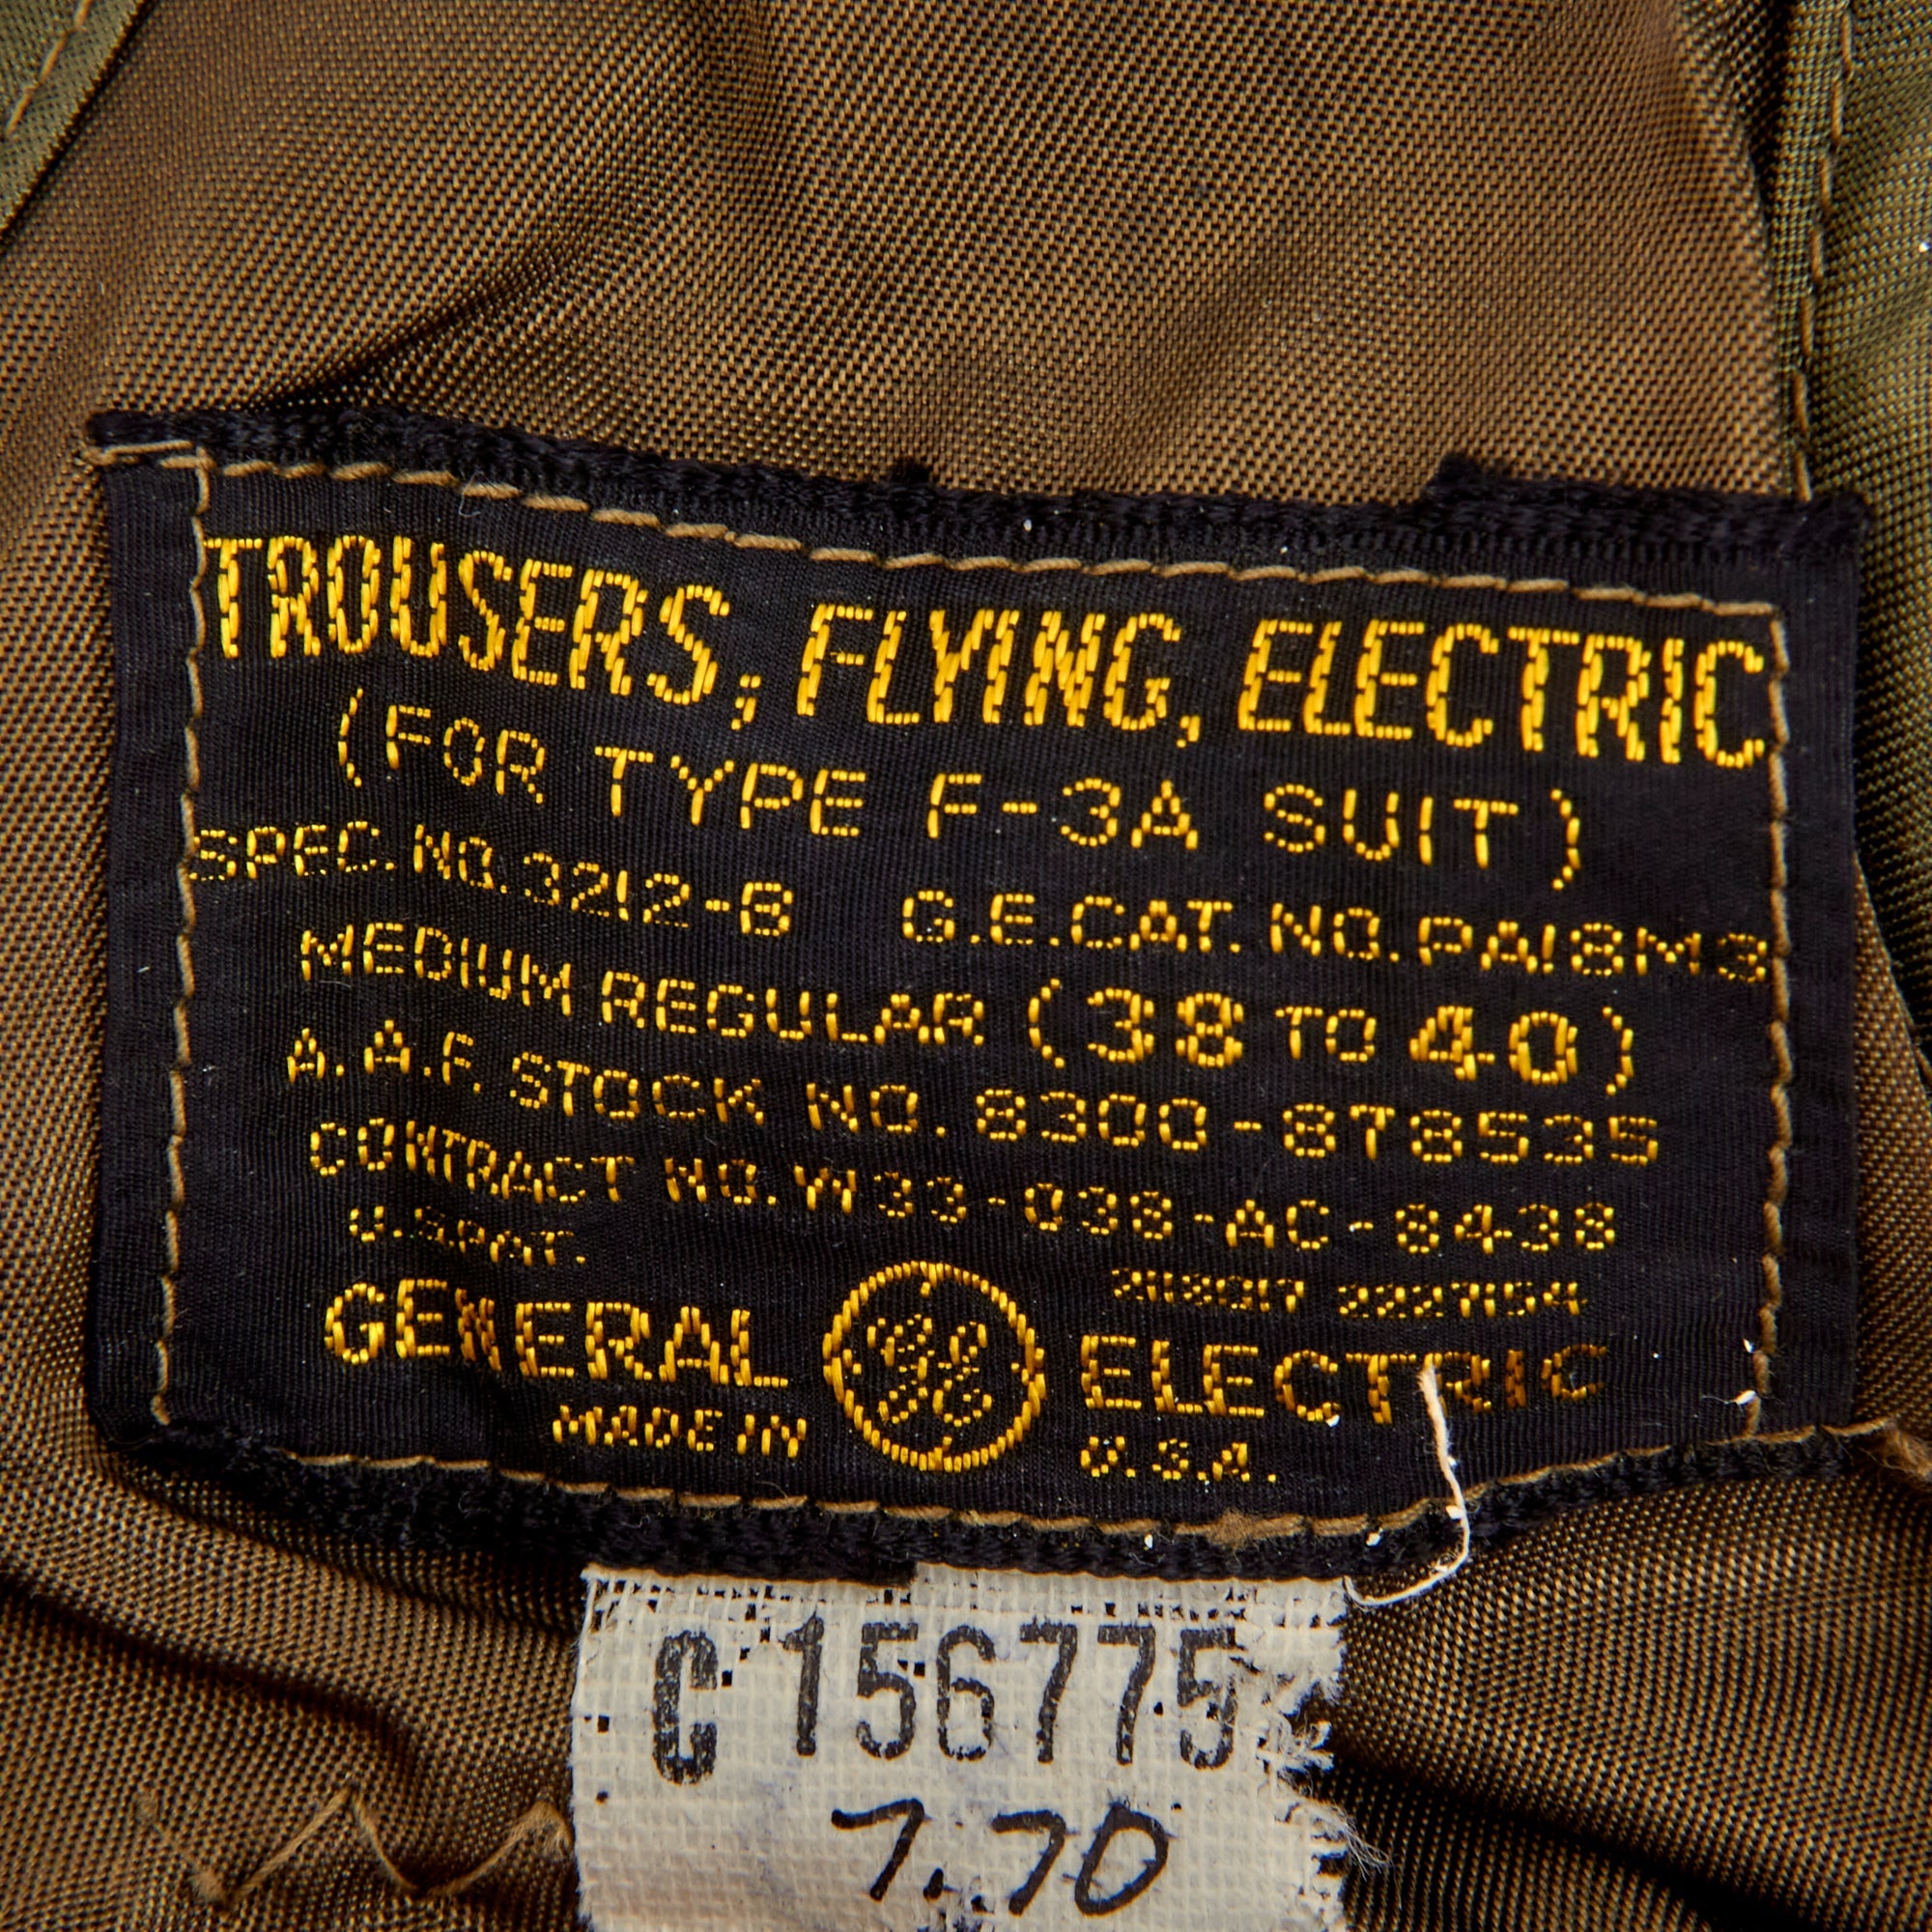 TROUSERS, FLYING, ELECTRIC
(FOR TYPE F-3A SUIT)
SPEC. NO. 3212-B G.E. CAT. NO. PA18M3
MEDIUM REGULAR (38 TO 40)
A.A.F. STOCK NO. 8300-878535
CONTRACT NO. W33-038-AC-8438
U.S. PAT.
GENERAL GE ELECTRIC
MADE IN U.S.A.
C 156775
7.70